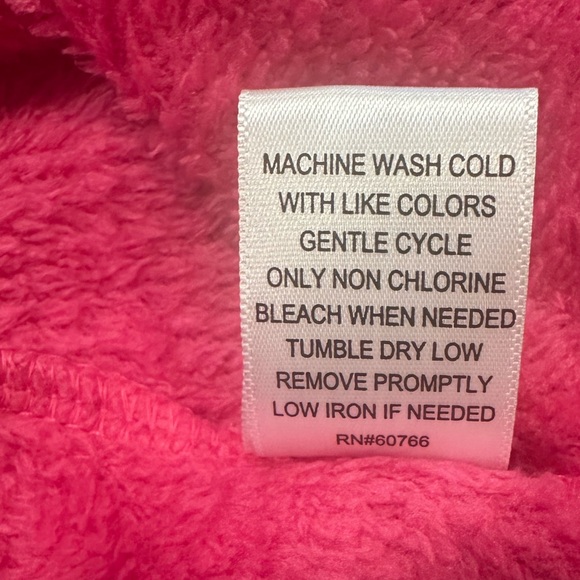 MACHINE WASH COLD
WITH LIKE COLORS
GENTLE CYCLE
ONLY NON CHLORINE
BLEACH WHEN NEEDED
TUMBLE DRY LOW
REMOVE PROMPTLY
LOW IRON IF NEEDED
RN#60766